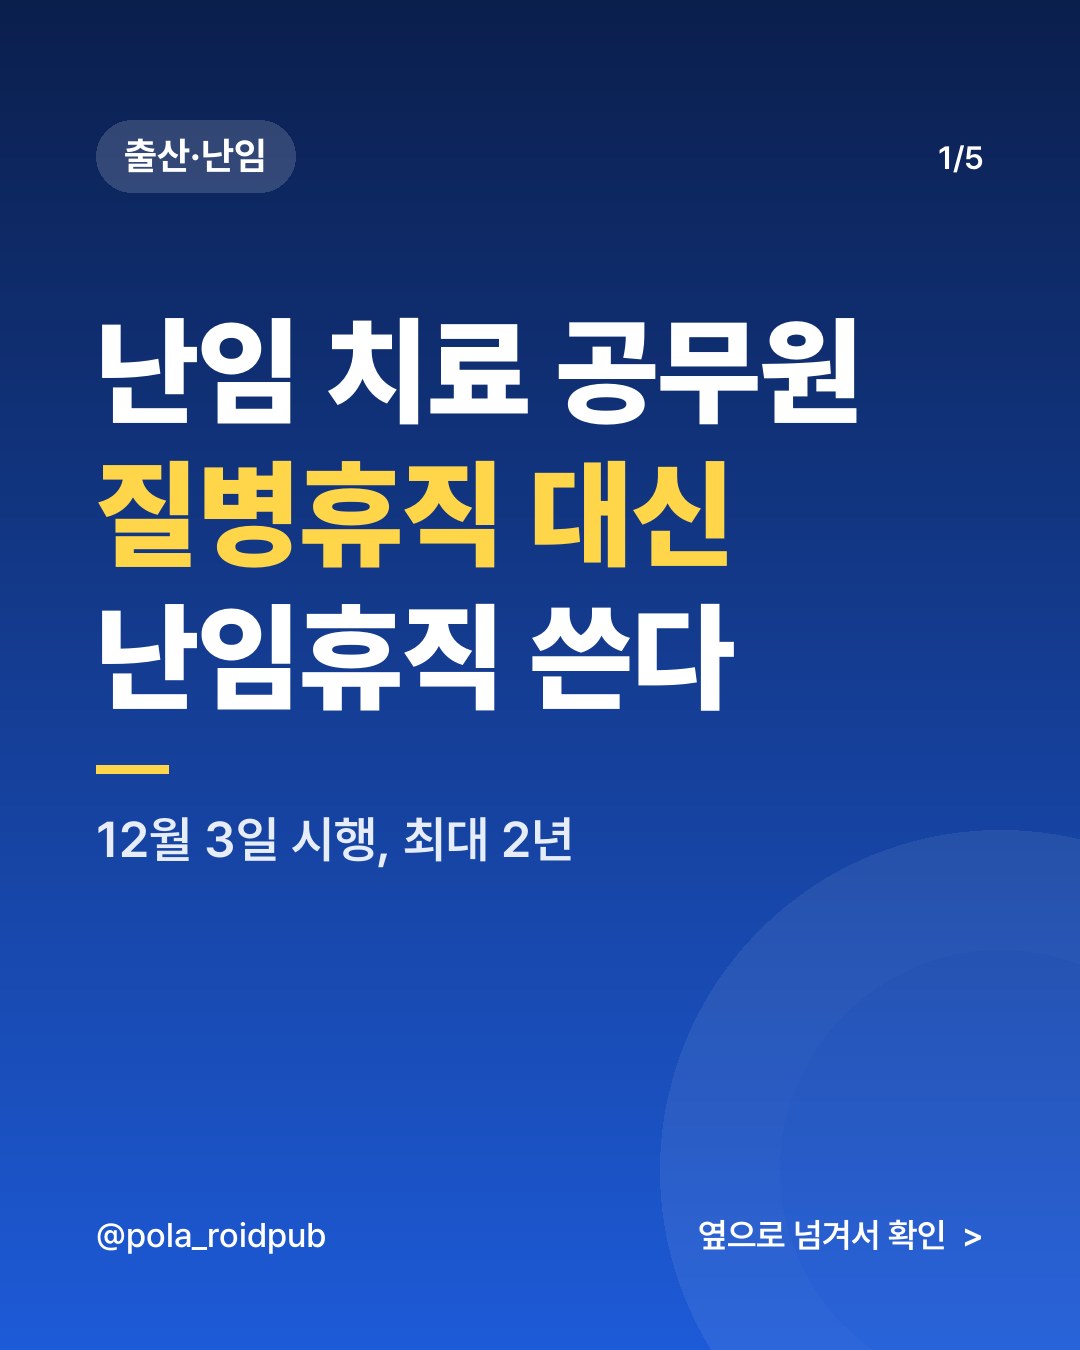 출산·난임
1/5
난임 치료 공무원
질병휴직 대신
난임휴직 쓴다
12월 3일 시행, 최대 2년
@pola_roidpub
옆으로 넘겨서 확인 >